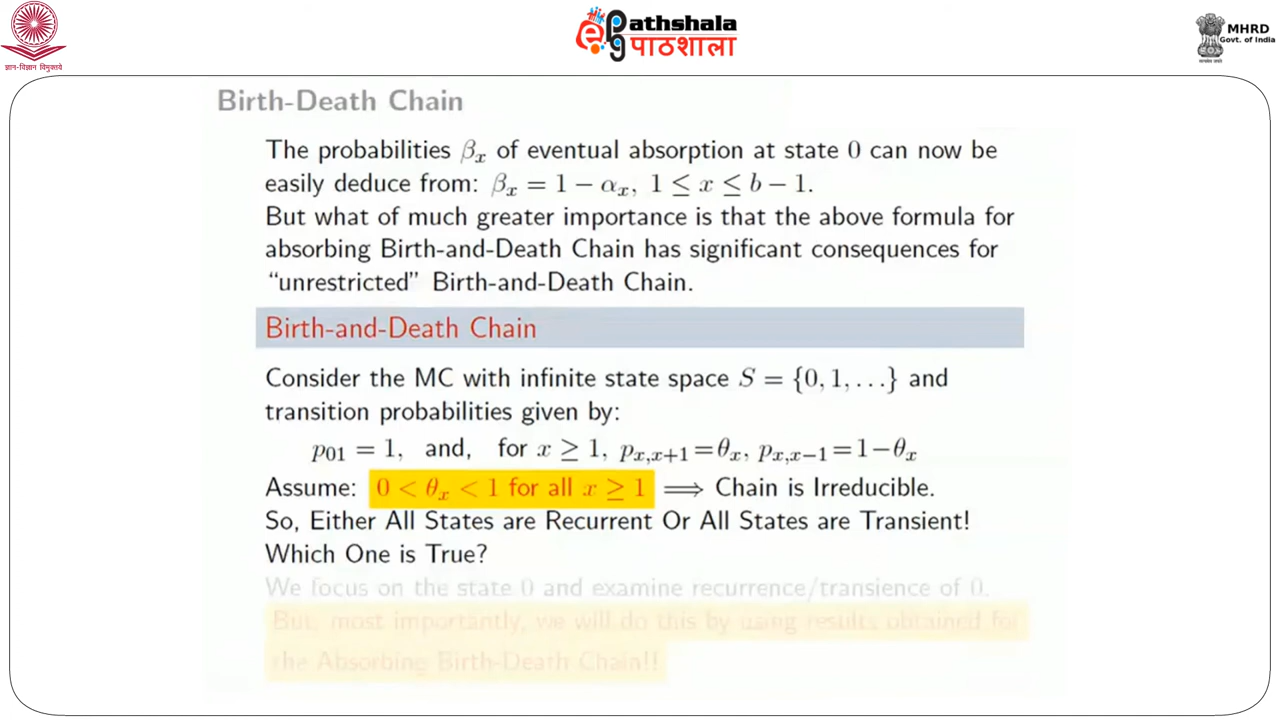 ज्ञान-विज्ञान विमुक्तये
epg
Pathshala
पाठशाला
MHRD
Govt. of India
सत्यमेव जयते
Birth-Death Chain
The probabilities βₓ of eventual absorption at state 0 can now be
easily deduce from: βₓ = 1 − αₓ, 1 ≤ x ≤ b − 1.
But what of much greater importance is that the above formula for
absorbing Birth-and-Death Chain has significant consequences for
“unrestricted” Birth-and-Death Chain.
Birth-and-Death Chain
Consider the MC with infinite state space S = {0, 1, . . .} and
transition probabilities given by:
p₀₁ = 1, and, for x ≥ 1, pₓ,ₓ₊₁ = θₓ, pₓ,ₓ₋₁ = 1−θₓ
Assume: 0 < θₓ < 1 for all x ≥ 1 ⟹ Chain is Irreducible.
So, Either All States are Recurrent Or All States are Transient!
Which One is True?
We focus on the state 0 and examine recurrence/transience of 0.
But, most importantly, we will do this by using results obtained for
the Absorbing Birth-Death Chain!!